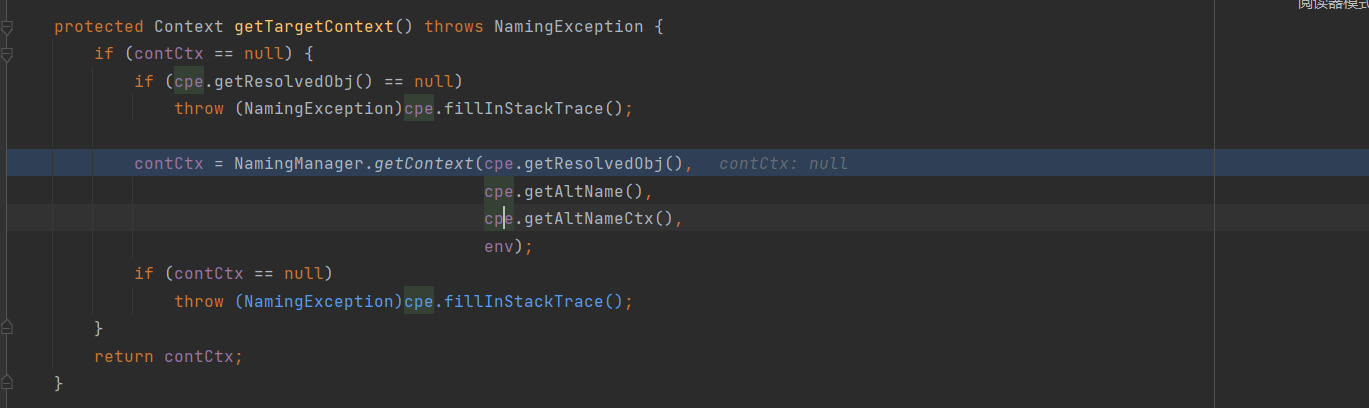 阅读器模式
protected Context getTargetContext() throws NamingException {
if (contCtx == null) {
if (cpe.getResolvedObj() == null)
throw (NamingException)cpe.fillInStackTrace();
contCtx = NamingManager.getContext(cpe.getResolvedObj(), contCtx: null
cpe.getAltName(),
cpe.getAltNameCtx(),
env);
if (contCtx == null)
throw (NamingException)cpe.fillInStackTrace();
}
return contCtx;
}